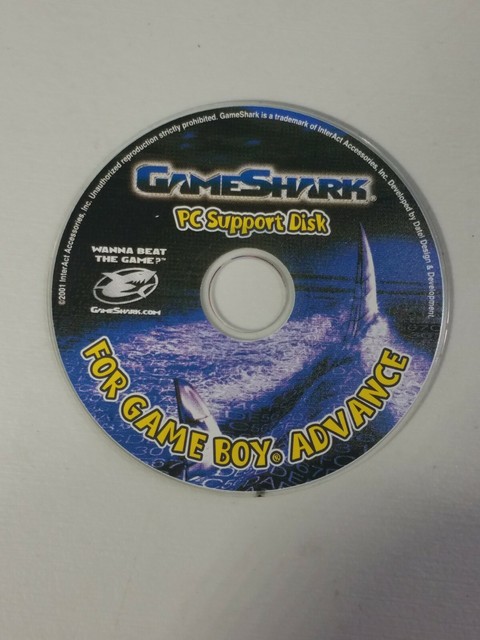 ©2001 InterAct Accessories, Inc. Unauthorized reproduction strictly prohibited. GameShark is a trademark of InterAct Accessories, Inc. Developed by Datel Design & Development.
GAMESHARK®
PC Support Disk
WANNA BEAT
THE GAME?™
GAMESHARK.COM
FOR GAME BOY® ADVANCE